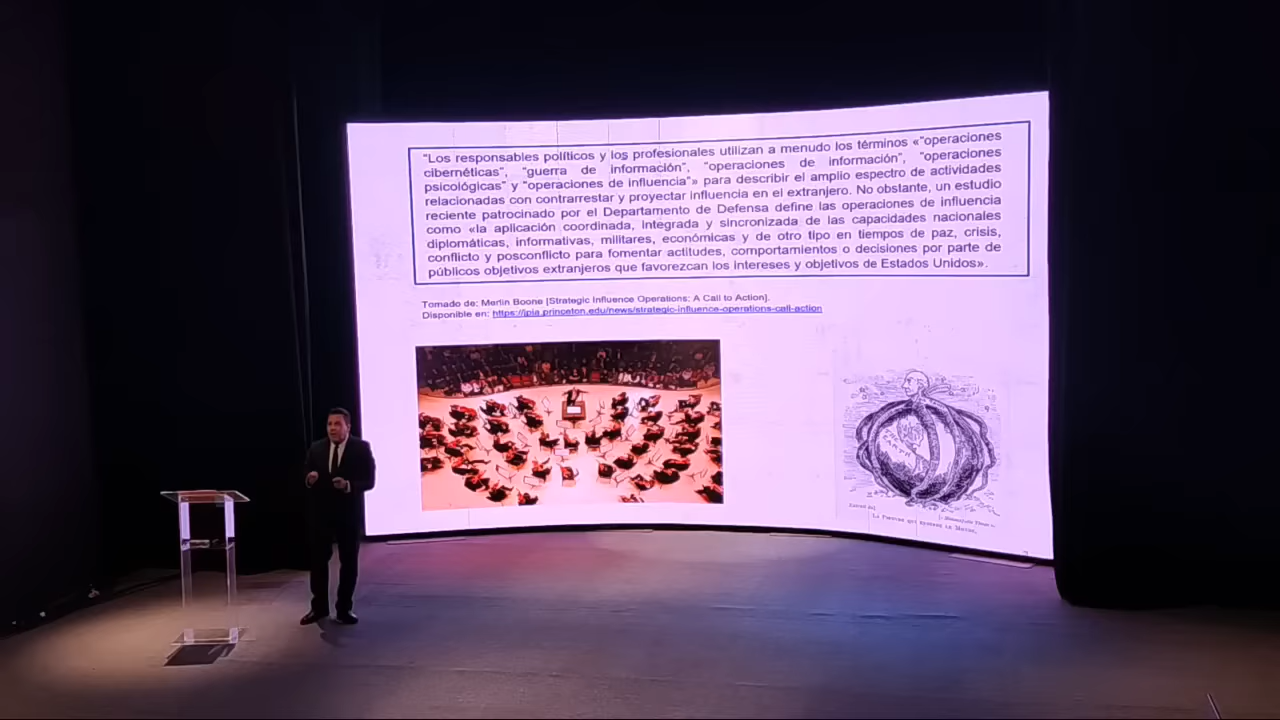 “Los responsables políticos y los profesionales utilizan a menudo los términos «“operaciones
cibernéticas”, “guerra de información”, “operaciones de información”, “operaciones
psicológicas” y “operaciones de influencia”» para describir el amplio espectro de actividades
relacionadas con contrarrestar y proyectar influencia en el extranjero. No obstante, un estudio
reciente patrocinado por el Departamento de Defensa define las operaciones de influencia
como «la aplicación coordinada, integrada y sincronizada de las capacidades nacionales
diplomáticas, informativas, militares, económicas y de otro tipo en tiempos de paz, crisis,
conflicto y posconflicto para fomentar actitudes, comportamientos o decisiones por parte de
públicos objetivos extranjeros que favorezcan los intereses y objetivos de Estados Unidos».
Tomado de: Merlin Boone [Strategic Influence Operations: A Call to Action].
Disponible en: https://jpia.princeton.edu/news/strategic-influence-operations-call-action